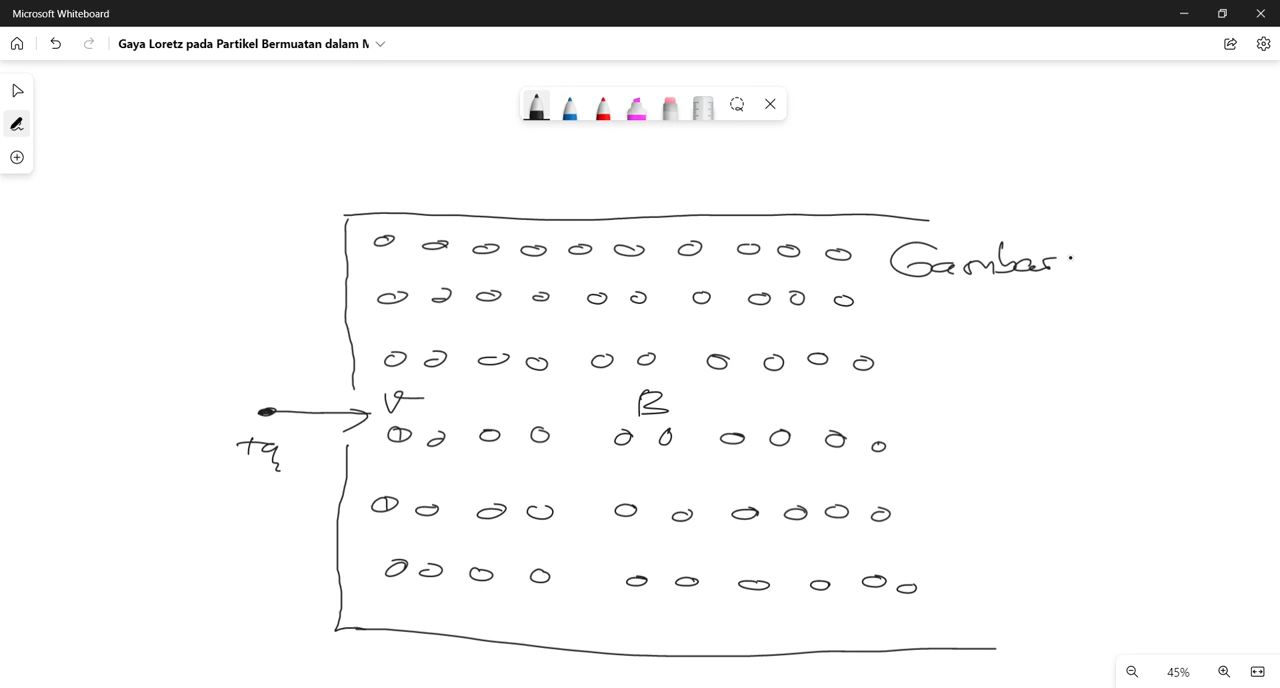 Microsoft Whiteboard
Gaya Loretz pada Partikel Bermuatan dalam M
Gambar.
V
B
+q
45%